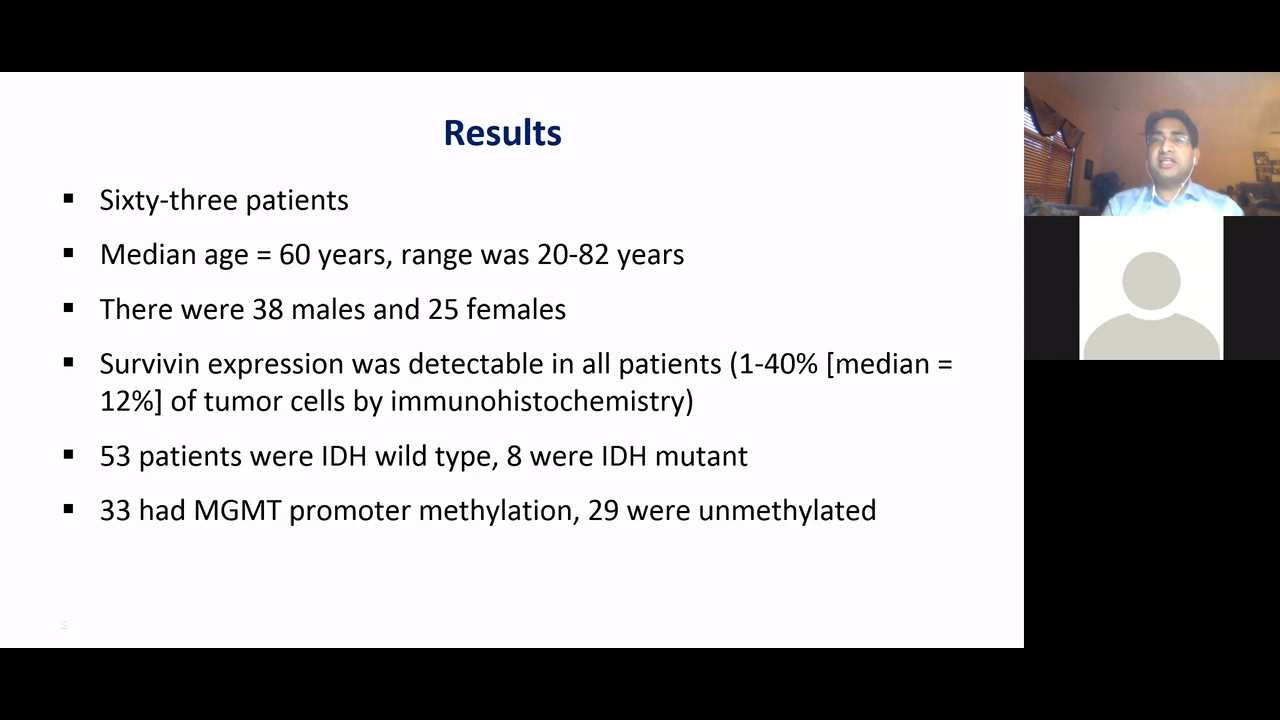 Results
▪ Sixty-three patients
▪ Median age = 60 years, range was 20-82 years
▪ There were 38 males and 25 females
▪ Survivin expression was detectable in all patients (1-40% [median =
12%] of tumor cells by immunohistochemistry)
▪ 53 patients were IDH wild type, 8 were IDH mutant
▪ 33 had MGMT promoter methylation, 29 were unmethylated